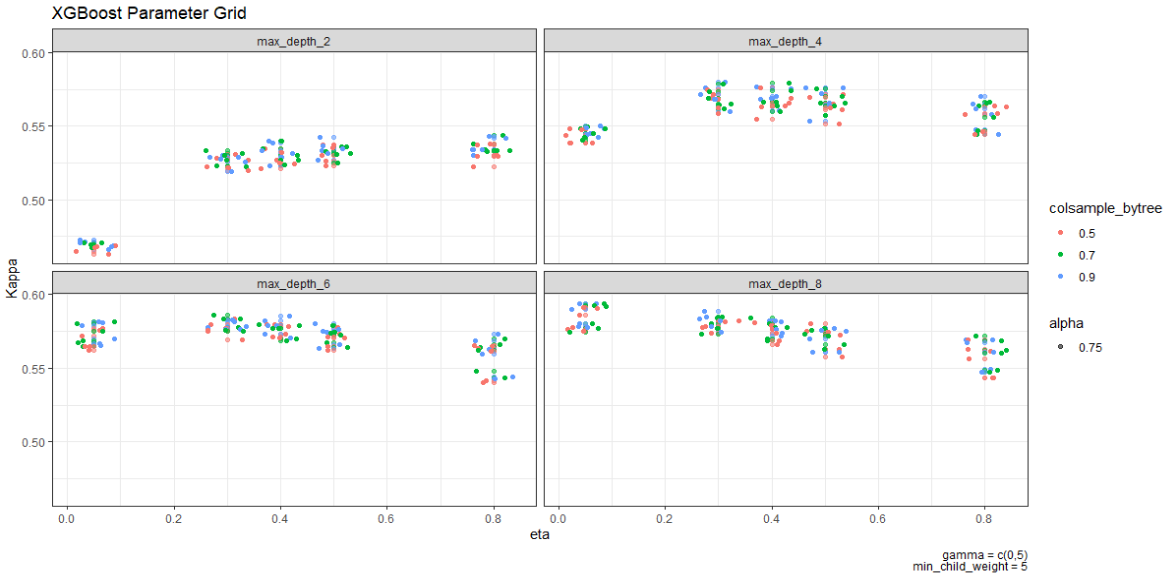 XGBoost Parameter Grid
max_depth_2
max_depth_4
0.60
0.55
0.50
max_depth_6
max_depth_8
0.60
0.55
0.50
Kappa
0.0 0.2 0.4 0.6 0.8
0.0 0.2 0.4 0.6 0.8
eta
colsample_bytree
0.5
0.7
0.9
alpha
0.75
gamma = c(0,5)
min_child_weight = 5